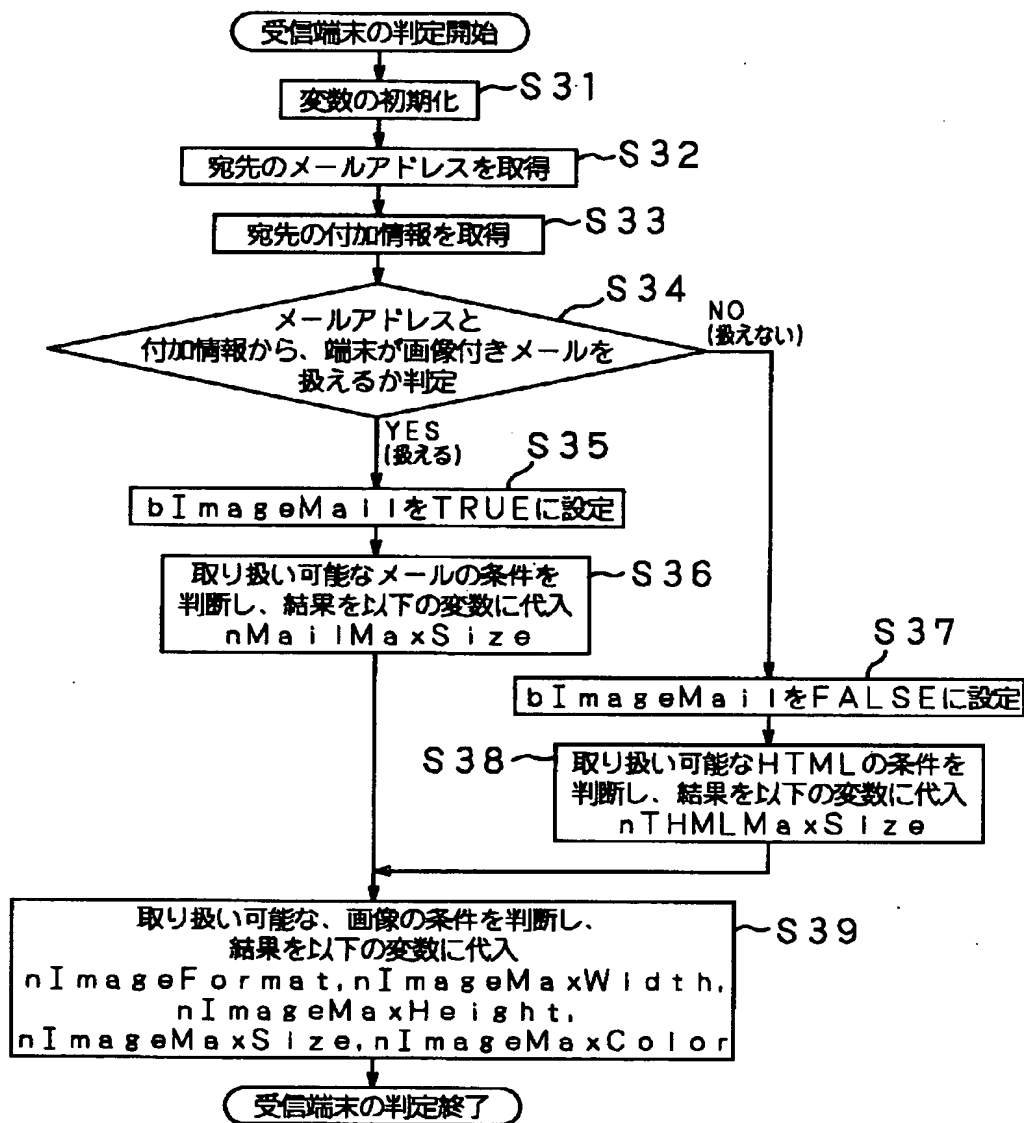 受信端末の判定開始
変数の初期化
S31
宛先のメールアドレスを取得
S32
宛先の付加情報を取得
S33
S34
メールアドレスと
付加情報から、端末が画像付きメールを
扱えるか判定
NO
(扱えない)
YES
(扱える)
S35
bImageMailをTRUEに設定
取り扱い可能なメールの条件を
判断し、結果を以下の変数に代入
nMailMaxSize
S36
S37
bImageMailをFALSEに設定
S38
取り扱い可能なHTMLの条件を
判断し、結果を以下の変数に代入
nTHMLMaxSize
取り扱い可能な、画像の条件を判断し、
結果を以下の変数に代入
nImageFormat,nImageMaxWidth,
nImageMaxHeight,
nImageMaxSize,nImageMaxColor
S39
受信端末の判定終了